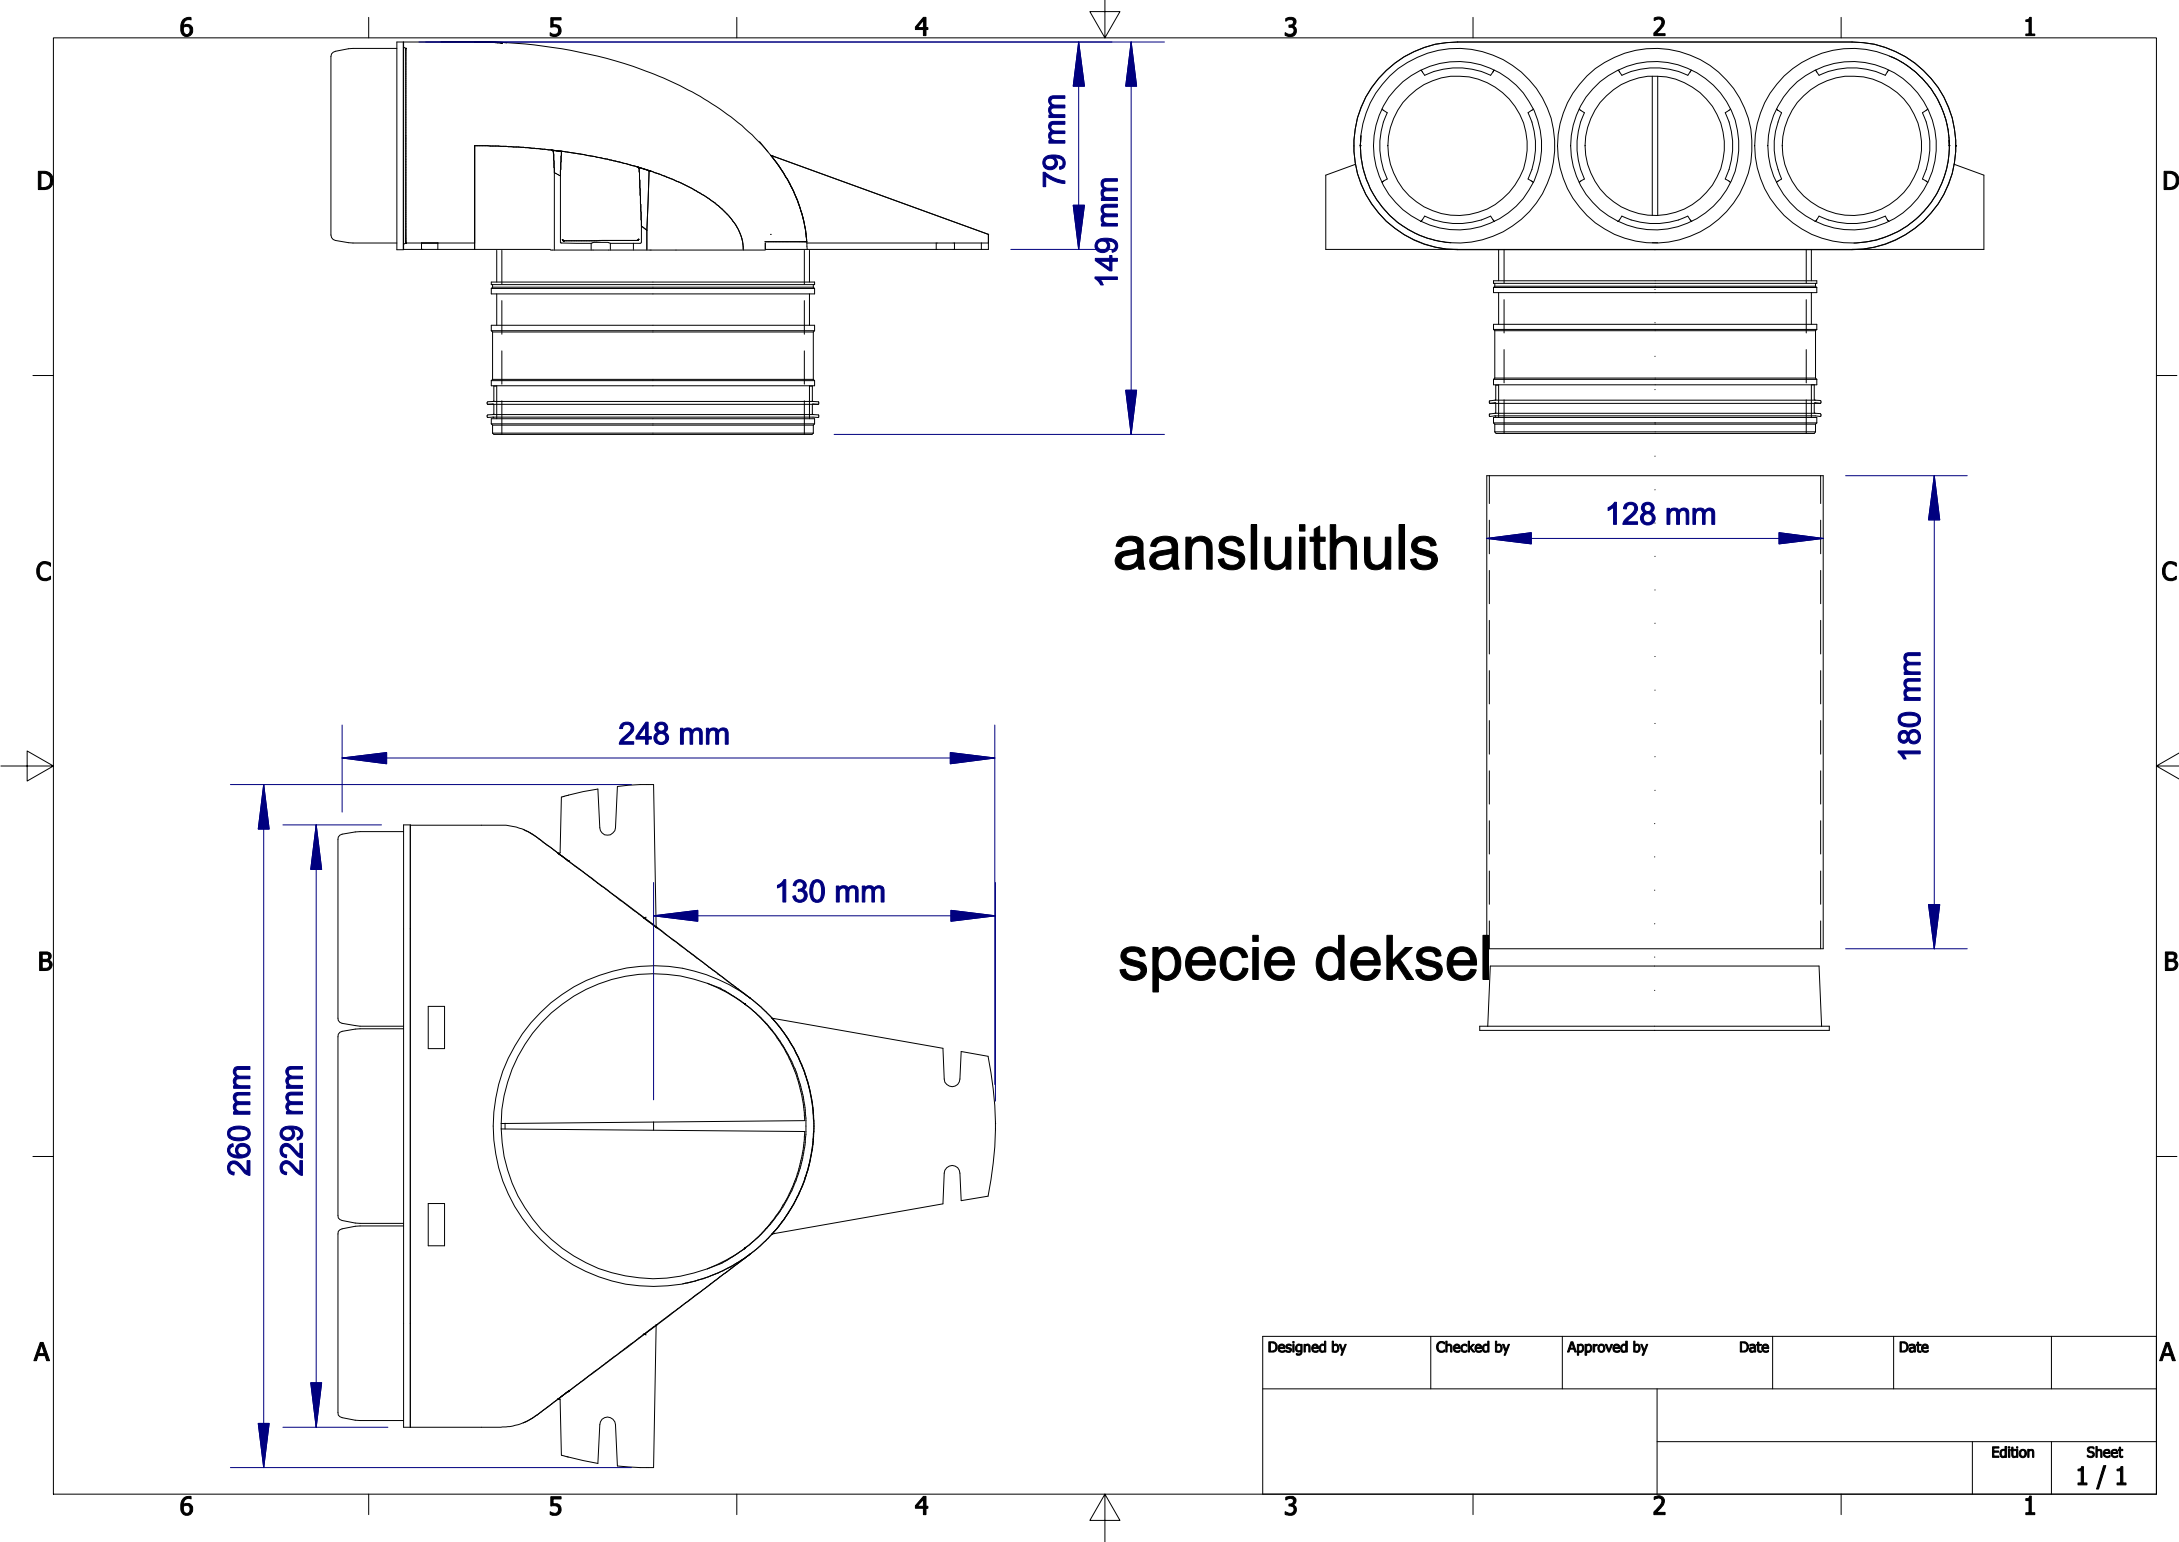 6 5 4 3 2 1
D D
79 mm
149 mm
aansluithuls
128 mm
C C
180 mm
248 mm
130 mm
specie deksel
B B
260 mm
229 mm
A A
Designed by Checked by Approved by Date Date
Edition Sheet
1 / 1
6 5 4 3 2 1